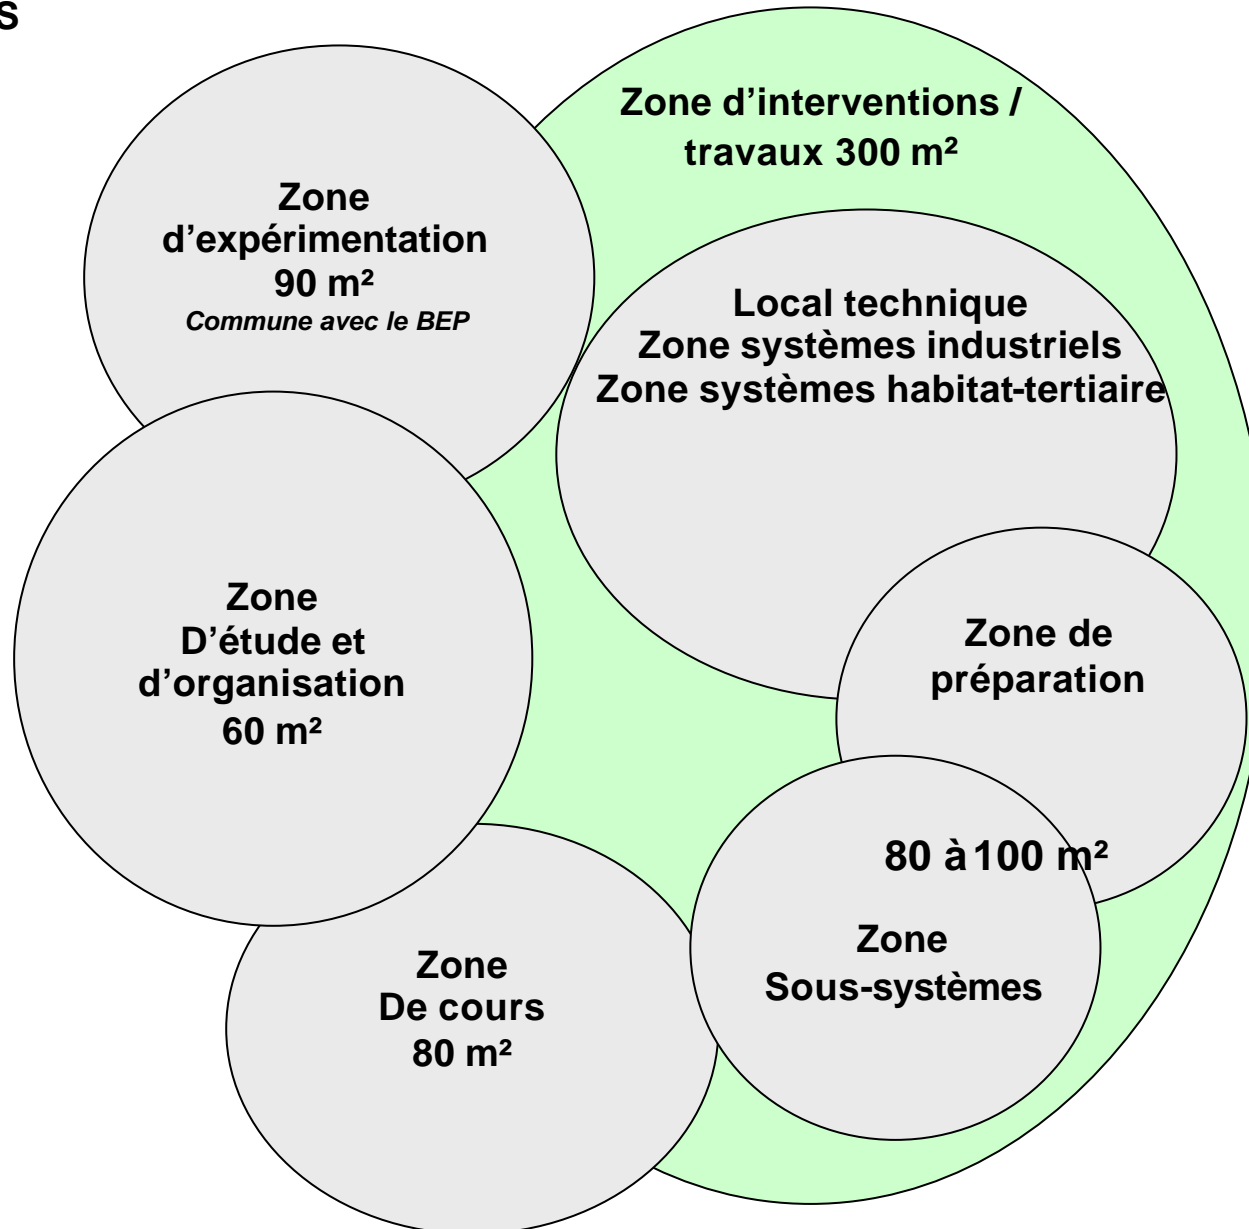 S
Zone d’interventions /
travaux 300 m²
Zone
d’expérimentation
90 m²
Commune avec le BEP
Local technique
Zone systèmes industriels
Zone systèmes habitat-tertiaire
Zone
D’étude et
d’organisation
60 m²
Zone de
préparation
80 à 100 m²
Zone
Sous-systèmes
Zone
De cours
80 m²